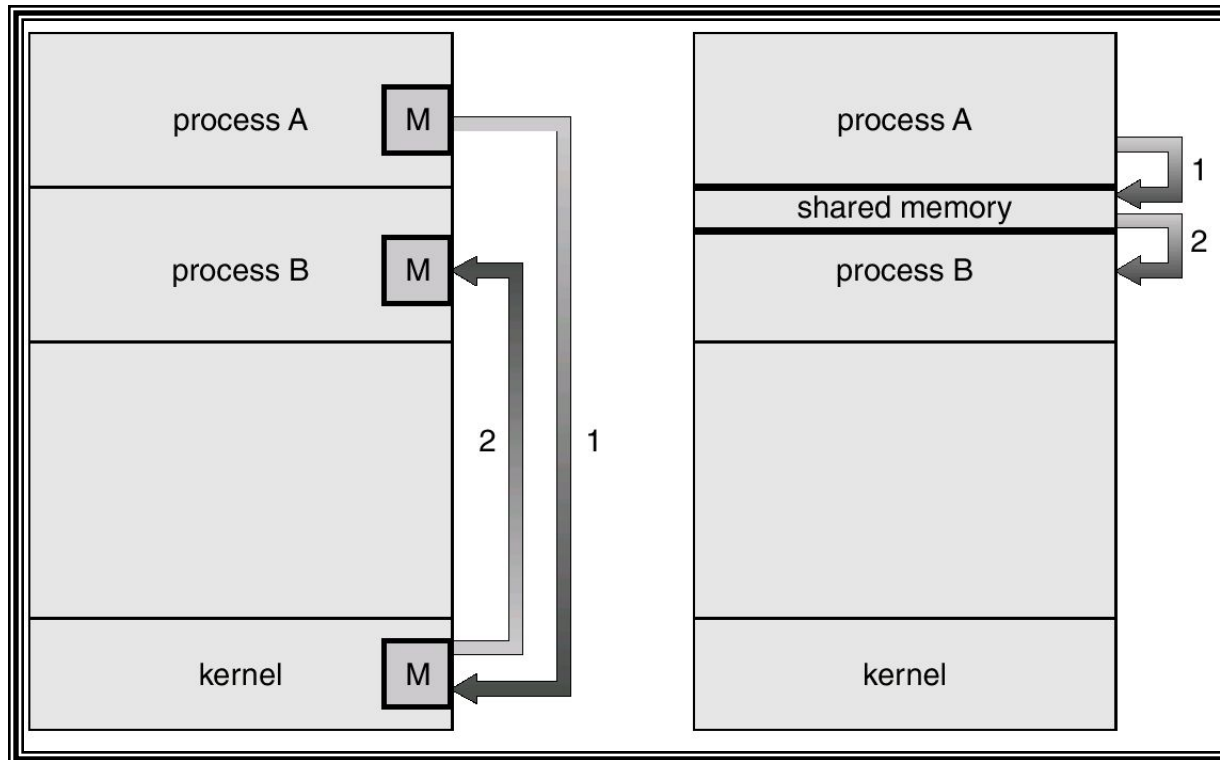 process A
M
process B
M
2
1
kernel
M
process A
1
shared memory
2
process B
kernel